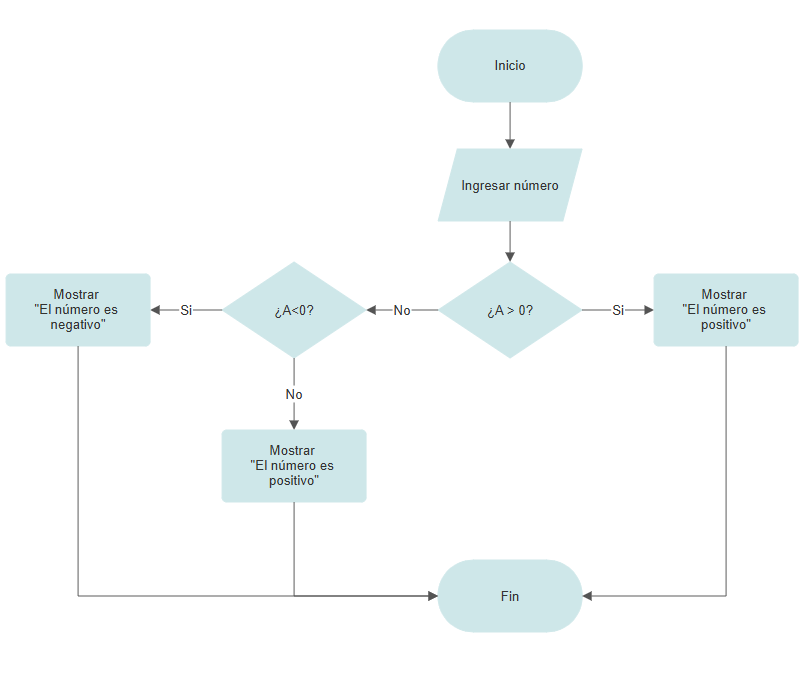 Inicio
Ingresar número
Mostrar
"El número es
negativo"
Si
¿A<0?
No
¿A > 0?
Si
Mostrar
"El número es
positivo"
No
Mostrar
"El número es
positivo"
Fin